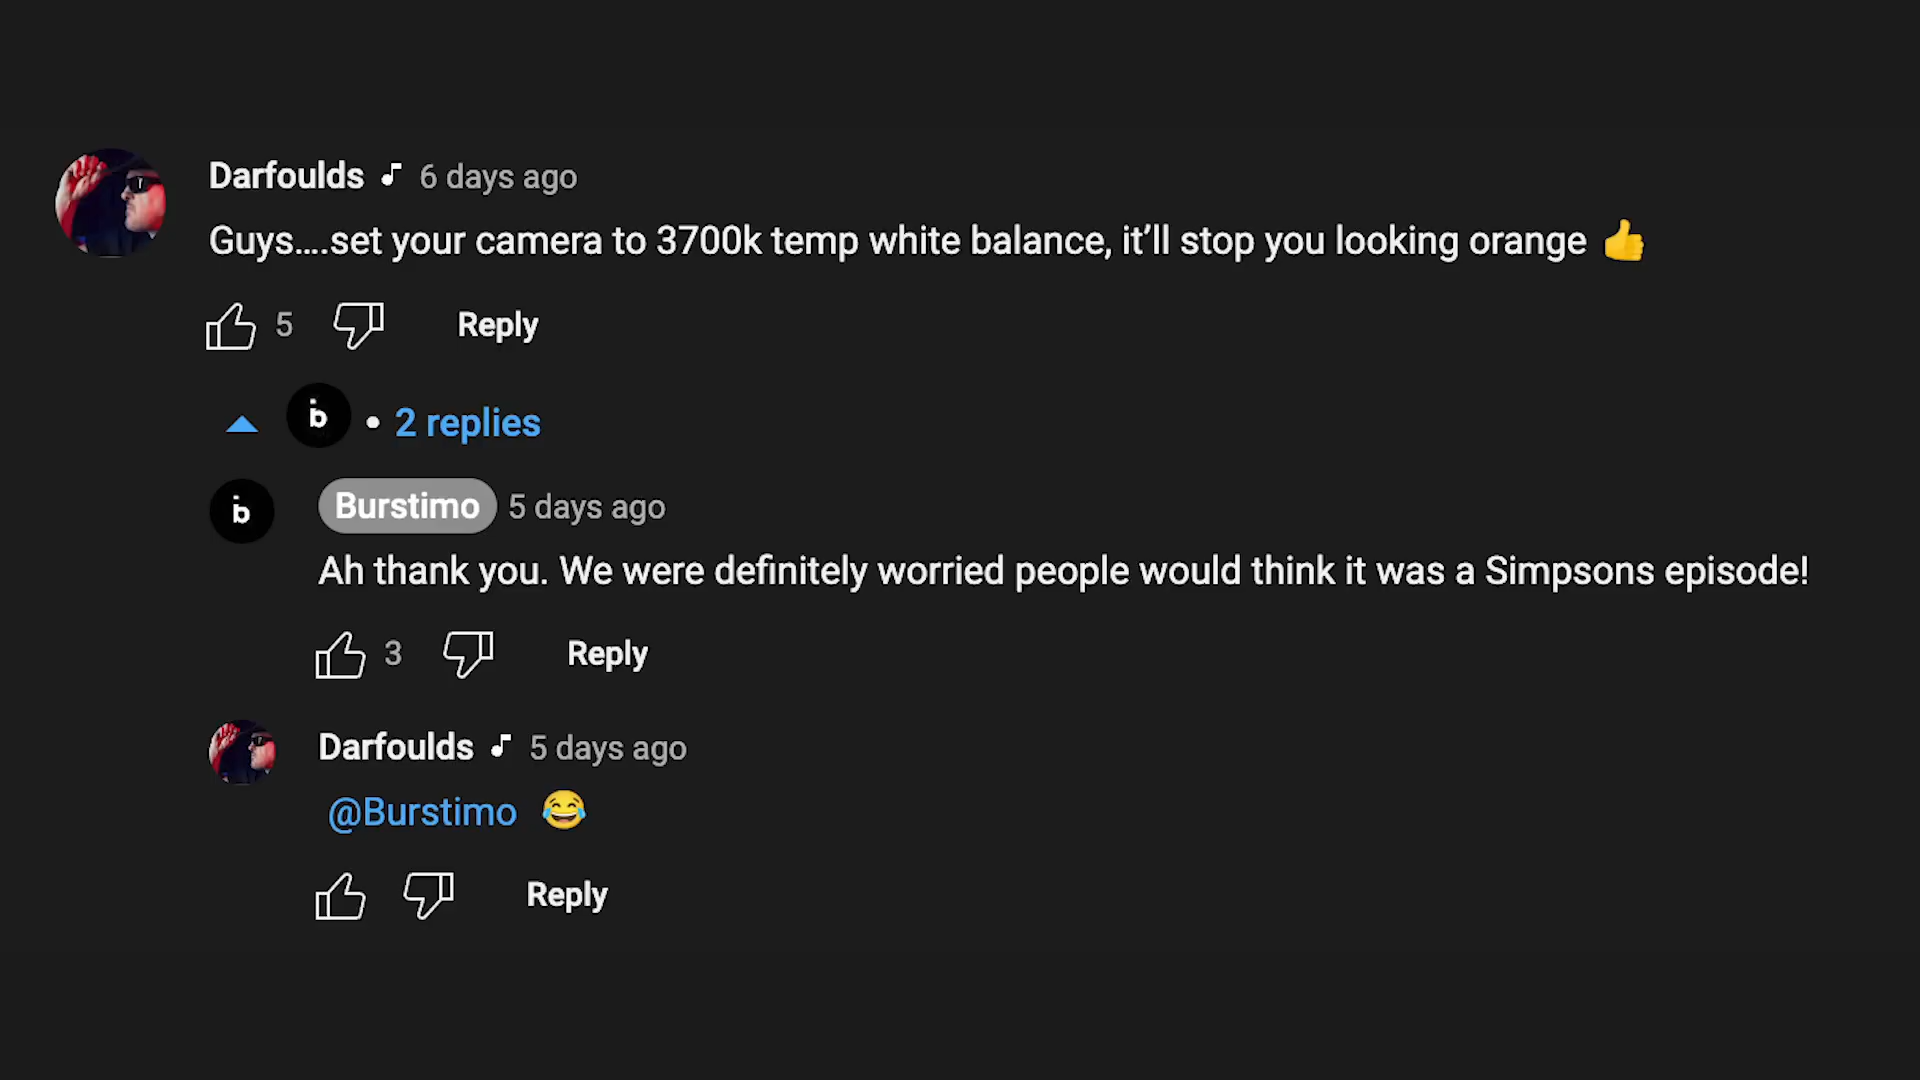 Darfoulds 6 days ago
Guys....set your camera to 3700k temp white balance, it’ll stop you looking orange 👍
5 Reply
b • 2 replies
b Burstimo 5 days ago
Ah thank you. We were definitely worried people would think it was a Simpsons episode!
3 Reply
Darfoulds 5 days ago
@Burstimo 😂
Reply